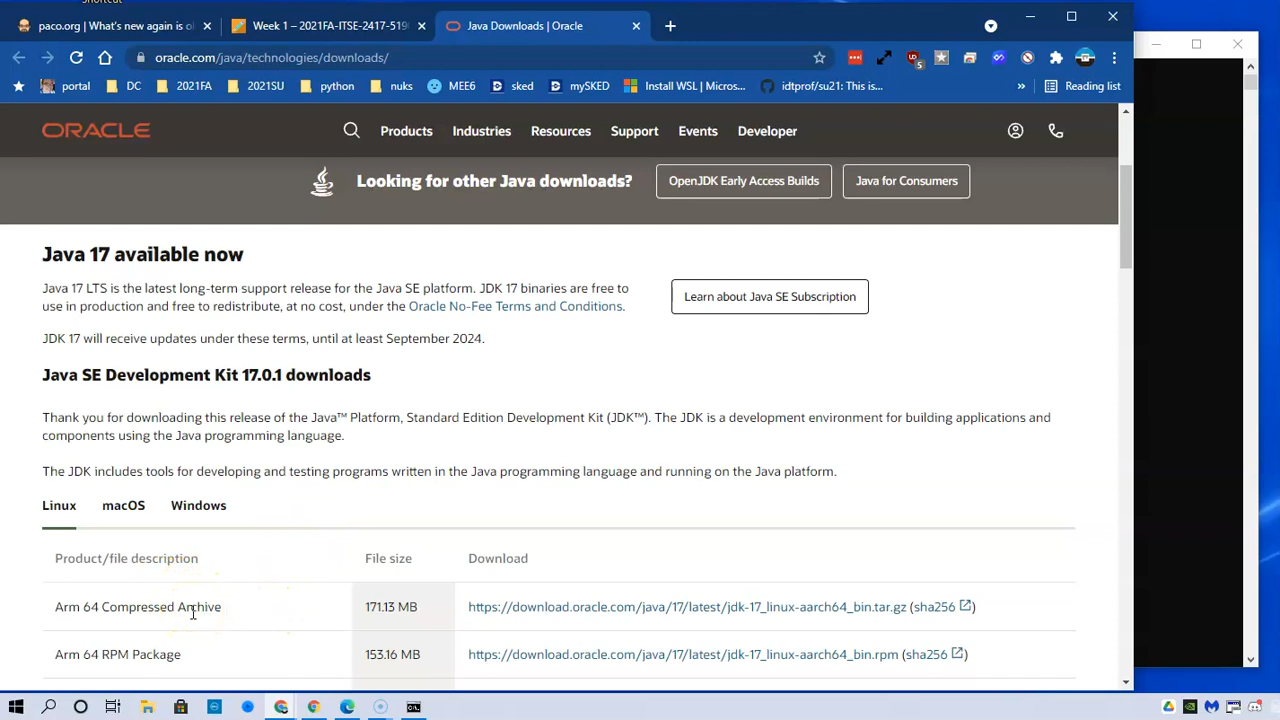 Shortcut
paco.org | What's new again is ol
Week 1 – 2021FA-ITSE-2417-519
Java Downloads | Oracle
oracle.com/java/technologies/downloads/
5
portal DC 2021FA 2021SU python nuks MEE6 sked mySKED Install WSL | Micros... idtprof/su21: This is... » Reading list
ORACLE Products Industries Resources Support Events Developer
Looking for other Java downloads? OpenJDK Early Access Builds Java for Consumers
Java 17 available now
Java 17 LTS is the latest long-term support release for the Java SE platform. JDK 17 binaries are free to
use in production and free to redistribute, at no cost, under the Oracle No-Fee Terms and Conditions.
Learn about Java SE Subscription
JDK 17 will receive updates under these terms, until at least September 2024.
Java SE Development Kit 17.0.1 downloads
Thank you for downloading this release of the Java™ Platform, Standard Edition Development Kit (JDK™). The JDK is a development environment for building applications and
components using the Java programming language.
The JDK includes tools for developing and testing programs written in the Java programming language and running on the Java platform.
Linux macOS Windows
Product/file description File size Download
Arm 64 Compressed Archive 171.13 MB https://download.oracle.com/java/17/latest/jdk-17_linux-aarch64_bin.tar.gz (sha256)
Arm 64 RPM Package 153.16 MB https://download.oracle.com/java/17/latest/jdk-17_linux-aarch64_bin.rpm (sha256)